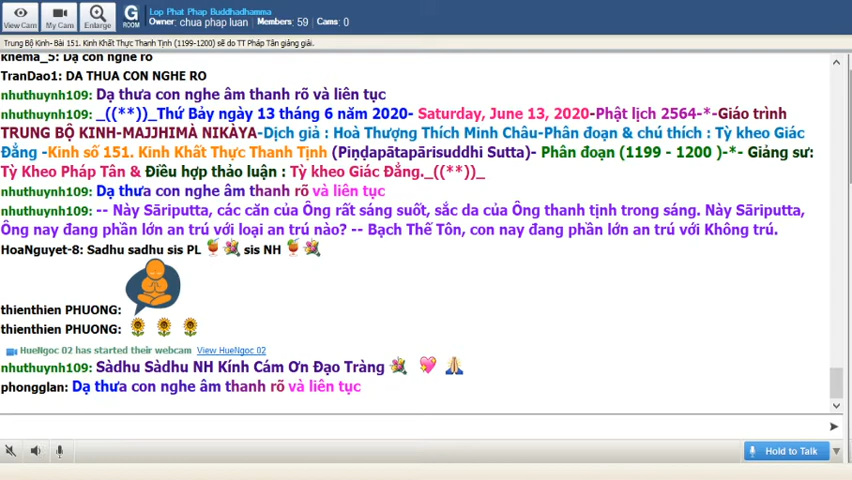 Lop Phat Phap Buddhadhamma
Owner: chua phap luan Members: 59 Cams: 0
View Cam My Cam Enlarge G ROOM
Trung Bộ Kinh- Bài 151. Kinh Khất Thực Thanh Tịnh (1199-1200) sẽ do TT Pháp Tân giảng giải.
khema_5: Dạ con nghe rõ
TranDao1: DA THUA CON NGHE RO
nhuthuynh109: Dạ thưa con nghe âm thanh rõ và liên tục
nhuthuynh109: _((**))_Thứ Bảy ngày 13 tháng 6 năm 2020- Saturday, June 13, 2020-Phật lịch 2564-*-Giáo trình
TRUNG BỘ KINH-MAJJHIMÀ NIKÀYA-Dịch giả : Hoà Thượng Thích Minh Châu-Phân đoạn & chú thích : Tỳ kheo Giác
Đẳng -Kinh số 151. Kinh Khất Thực Thanh Tịnh (Piṇḍapātapārisuddhi Sutta)- Phân đoạn (1199 - 1200 )-*- Giảng sư:
Tỳ Kheo Pháp Tân & Điều hợp thảo luận : Tỳ kheo Giác Đẳng._((**))_
nhuthuynh109: Dạ thưa con nghe âm thanh rõ và liên tục
nhuthuynh109: -- Này Sāriputta, các căn của Ông rất sáng suốt, sắc da của Ông thanh tịnh trong sáng. Này Sāriputta,
Ông nay đang phần lớn an trú với loại an trú nào? -- Bạch Thế Tôn, con nay đang phần lớn an trú với Không trú.
HoaNguyet-8: Sadhu sadhu sis PL sis NH
thienthien PHUONG:
thienthien PHUONG:
HueNgoc 02 has started their webcam View HueNgoc 02
nhuthuynh109: Sàdhu Sàdhu NH Kính Cám Ơn Đạo Tràng
phongglan: Dạ thưa con nghe âm thanh rõ và liên tục
Hold to Talk